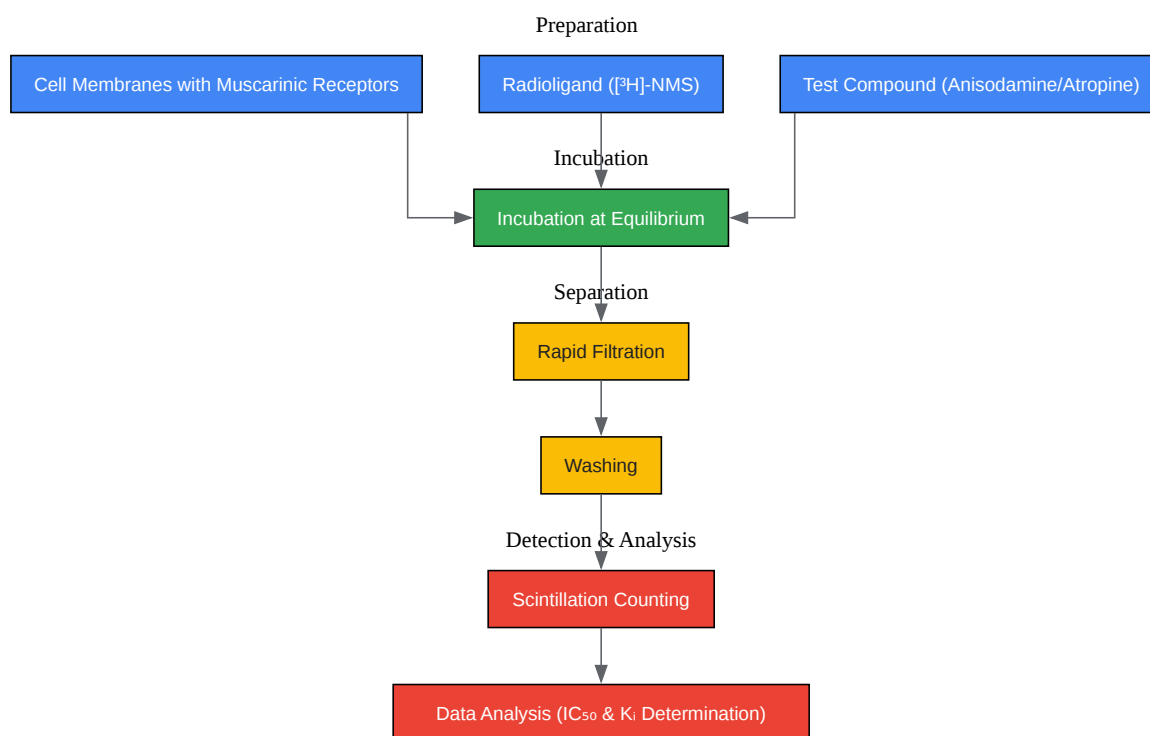 Preparation
Cell Membranes with Muscarinic Receptors
Radioligand ([³H]-NMS)
Test Compound (Anisodamine/Atropine)
Incubation
Incubation at Equilibrium
Separation
Rapid Filtration
Washing
Detection & Analysis
Scintillation Counting
Data Analysis (IC₅₀ & Kᵢ Determination)